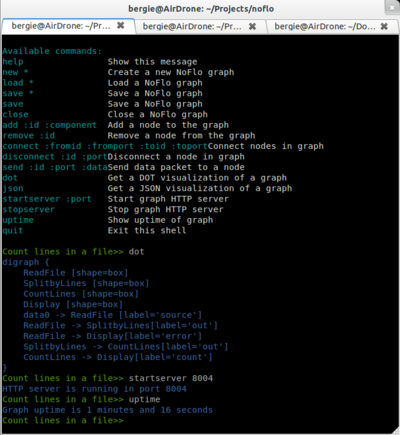 bergie@AirDrone: ~/Projects/noflo
bergie@AirDrone: ~/Pr... bergie@AirDrone: ~/Pr... bergie@AirDrone: ~/Do...
Available commands:
help Show this message
new * Create a new NoFlo graph
load * Load a NoFlo graph
save * Save a NoFlo graph
save Save a NoFlo graph
close Close a NoFlo graph
add :id :component Add a node to the graph
remove :id Remove a node from the graph
connect :fromid :fromport :toid :toportConnect nodes in graph
disconnect :id :portDisconnect a node in graph
send :id :port :dataSend data packet to a node
dot Get a DOT visualization of a graph
json Get a JSON visualization of a graph
startserver :port Start graph HTTP server
stopserver Stop graph HTTP server
uptime Show uptime of graph
quit Exit this shell
Count lines in a file>> dot
digraph {
ReadFile [shape=box]
SplitbyLines [shape=box]
CountLines [shape=box]
Display [shape=box]
data0 -> ReadFile [label='source']
ReadFile -> SplitbyLines[label='out']
ReadFile -> Display[label='error']
SplitbyLines -> CountLines[label='out']
CountLines -> Display[label='count']
}
Count lines in a file>> startserver 8004
HTTP server is running in port 8004
Count lines in a file>> uptime
Graph uptime is 1 minutes and 16 seconds
Count lines in a file>>